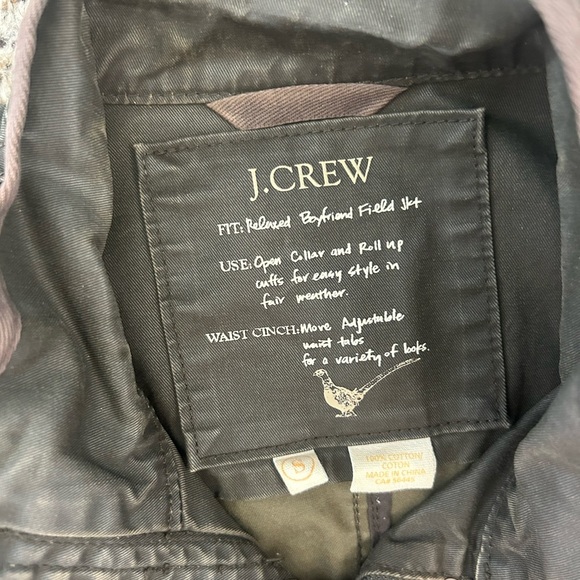 J.CREW
FIT: Relaxed Boyfriend Field Jkt
USE: Open Collar and Roll up
cuffs for easy style in
fair weather.
WAIST CINCH: More Adjustable
waist tabs
for a variety of looks.
S
100% COTTON
COTON
MADE IN CHINA